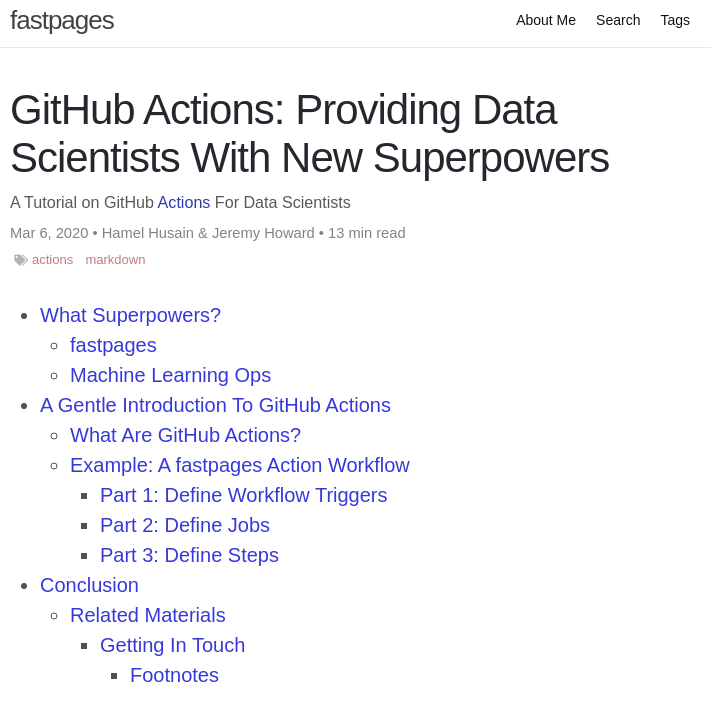 fastpages
About Me Search Tags
GitHub Actions: Providing Data
Scientists With New Superpowers
A Tutorial on GitHub Actions For Data Scientists
Mar 6, 2020 • Hamel Husain & Jeremy Howard • 13 min read
actions markdown
What Superpowers?
fastpages
Machine Learning Ops
A Gentle Introduction To GitHub Actions
What Are GitHub Actions?
Example: A fastpages Action Workflow
Part 1: Define Workflow Triggers
Part 2: Define Jobs
Part 3: Define Steps
Conclusion
Related Materials
Getting In Touch
Footnotes